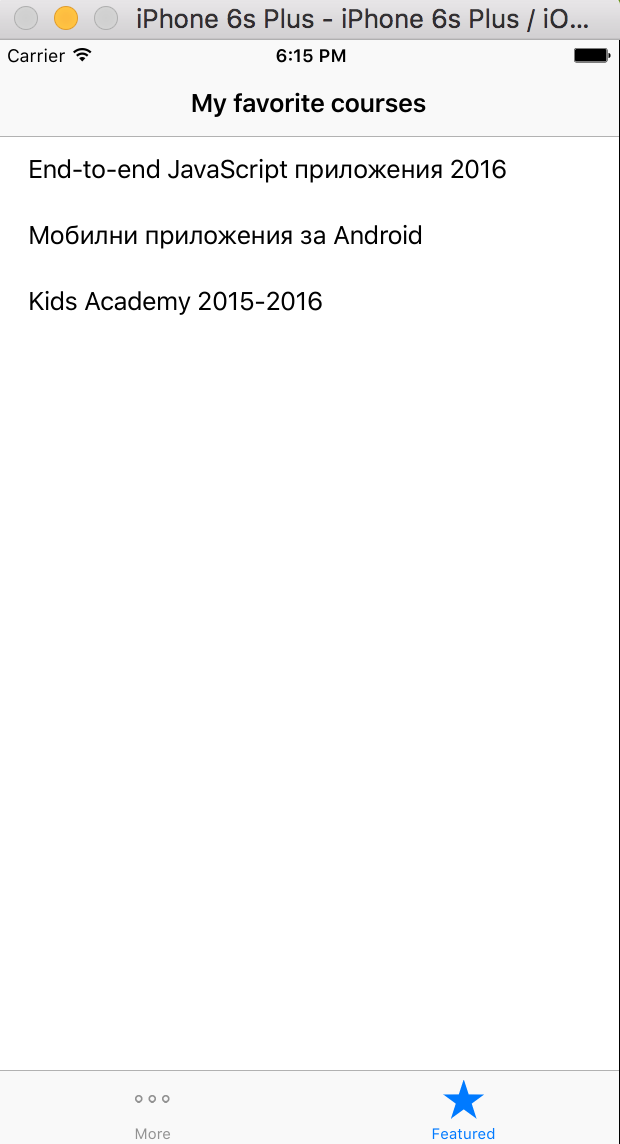 iPhone 6s Plus - iPhone 6s Plus / iO...
Carrier 6:15 PM
My favorite courses
End-to-end JavaScript приложения 2016
Мобилни приложения за Android
Kids Academy 2015-2016
More Featured